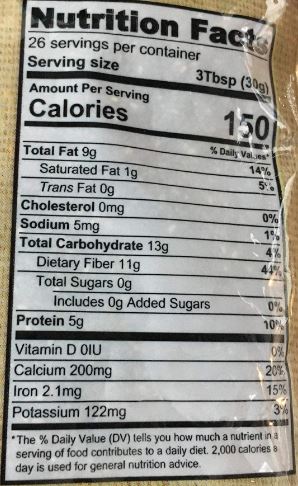 Nutrition Facts
26 servings per container
Serving size 3Tbsp (30g)
Amount Per Serving
Calories 150
% Daily Values*
Total Fat 9g 14%
Saturated Fat 1g 5%
Trans Fat 0g
Cholesterol 0mg 0%
Sodium 5mg 1%
Total Carbohydrate 13g 4%
Dietary Fiber 11g 44%
Total Sugars 0g
Includes 0g Added Sugars 0%
Protein 5g 10%
Vitamin D 0IU 0%
Calcium 200mg 20%
Iron 2.1mg 15%
Potassium 122mg 3%
*The % Daily Value (DV) tells you how much a nutrient in a
serving of food contributes to a daily diet. 2,000 calories a
day is used for general nutrition advice.